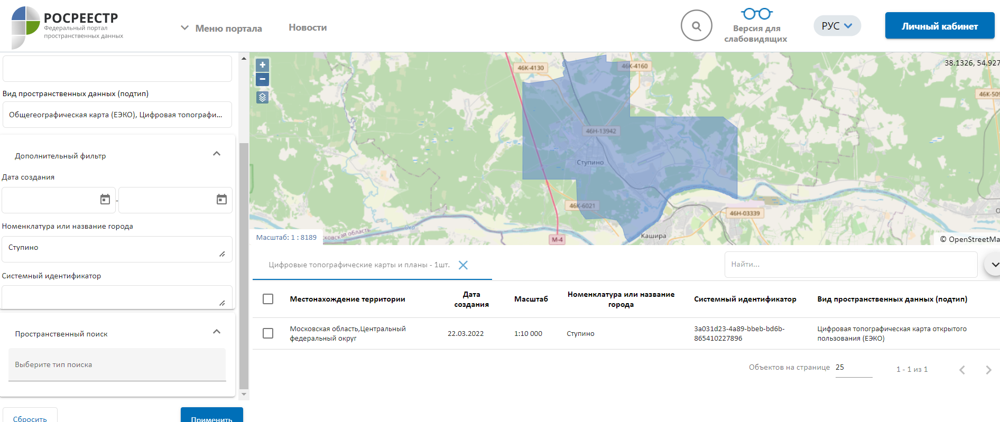 РОСРЕЕСТР
Федеральный портал
пространственных данных
Меню портала
Новости
Версия для
слабовидящих
РУС
Личный кабинет
Вид пространственных данных (подтип)
Общегеографическая карта (ЕЭКО), Цифровая топографи...
Дополнительный фильтр
Дата создания
-
Номенклатура или название города
Ступино
Системный идентификатор
Пространственный поиск
Выберите тип поиска
Сбросить
Применить
+
−
38.1326, 54.927
46К-4130
46К-4160
46К-509
46Н-13942
Ступино
46К-6021
46Н-03339
Ока
Кашира
М-4
Масштаб: 1 : 8189
ковская область
© OpenStreetMa
Цифровые топографические карты и планы - 1шт.
Найти...
Местонахождение территории
Дата
создания
Масштаб
Номенклатура или название
города
Системный идентификатор
Вид пространственных данных (подтип)
Московская область,Центральный
федеральный округ
22.03.2022
1:10 000
Ступино
3a031d23-4a89-bbeb-bd6b-
865410227896
Цифровая топографическая карта открытого
пользования (ЕЭКО)
Объектов на странице 25
1 - 1 из 1